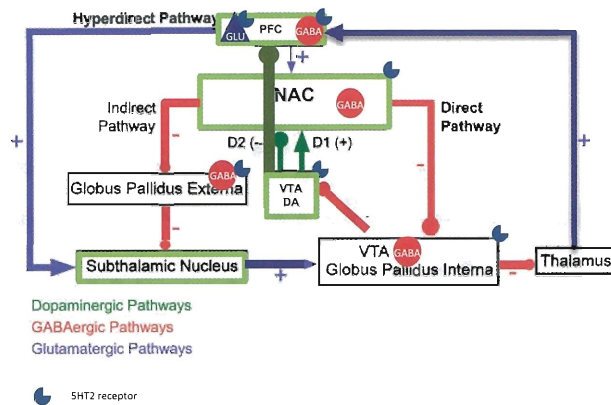 Hyperdirect Pathway
GLU
PFC
GABA
+
NAC
GABA
Indirect
Pathway
-
Direct
Pathway
-
D2 (--
D1 (+)
+
+
Globus Pallidus Externa
GABA
VTA
DA
-
-
Subthalamic Nucleus
+
VTA
GABA
Globus Pallidus Interna
-
Thalamus
Dopaminergic Pathways
GABAergic Pathways
Glutamatergic Pathways
5HT2 receptor